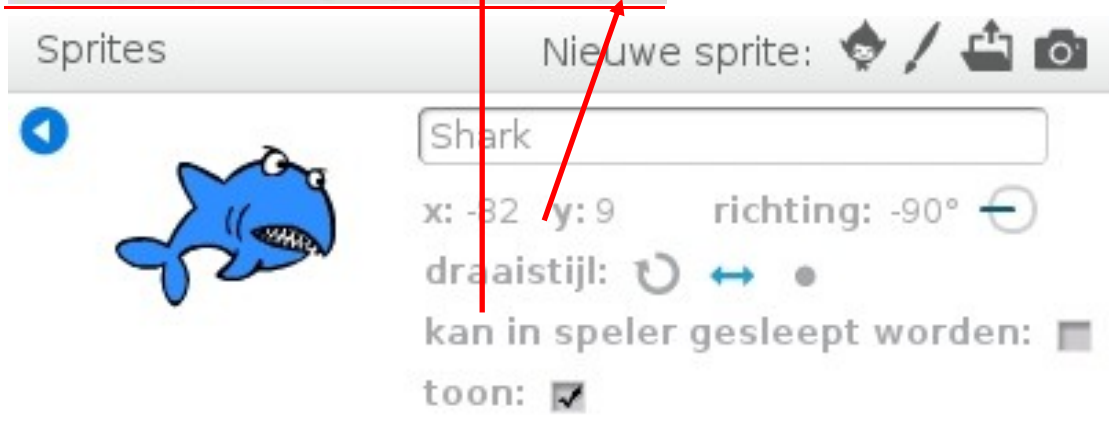 Sprites Nieuwe sprite:
Shark
x: -82 y: 9 richting: -90°
draaistijl:
kan in speler gesleept worden:
toon: